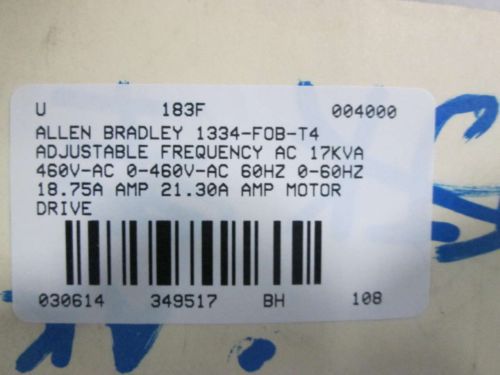 U 183F 004000
ALLEN BRADLEY 1334-FOB-T4
ADJUSTABLE FREQUENCY AC 17KVA
460V-AC 0-460V-AC 60HZ 0-60HZ
18.75A AMP 21.30A AMP MOTOR
DRIVE
030614 349517 BH 108